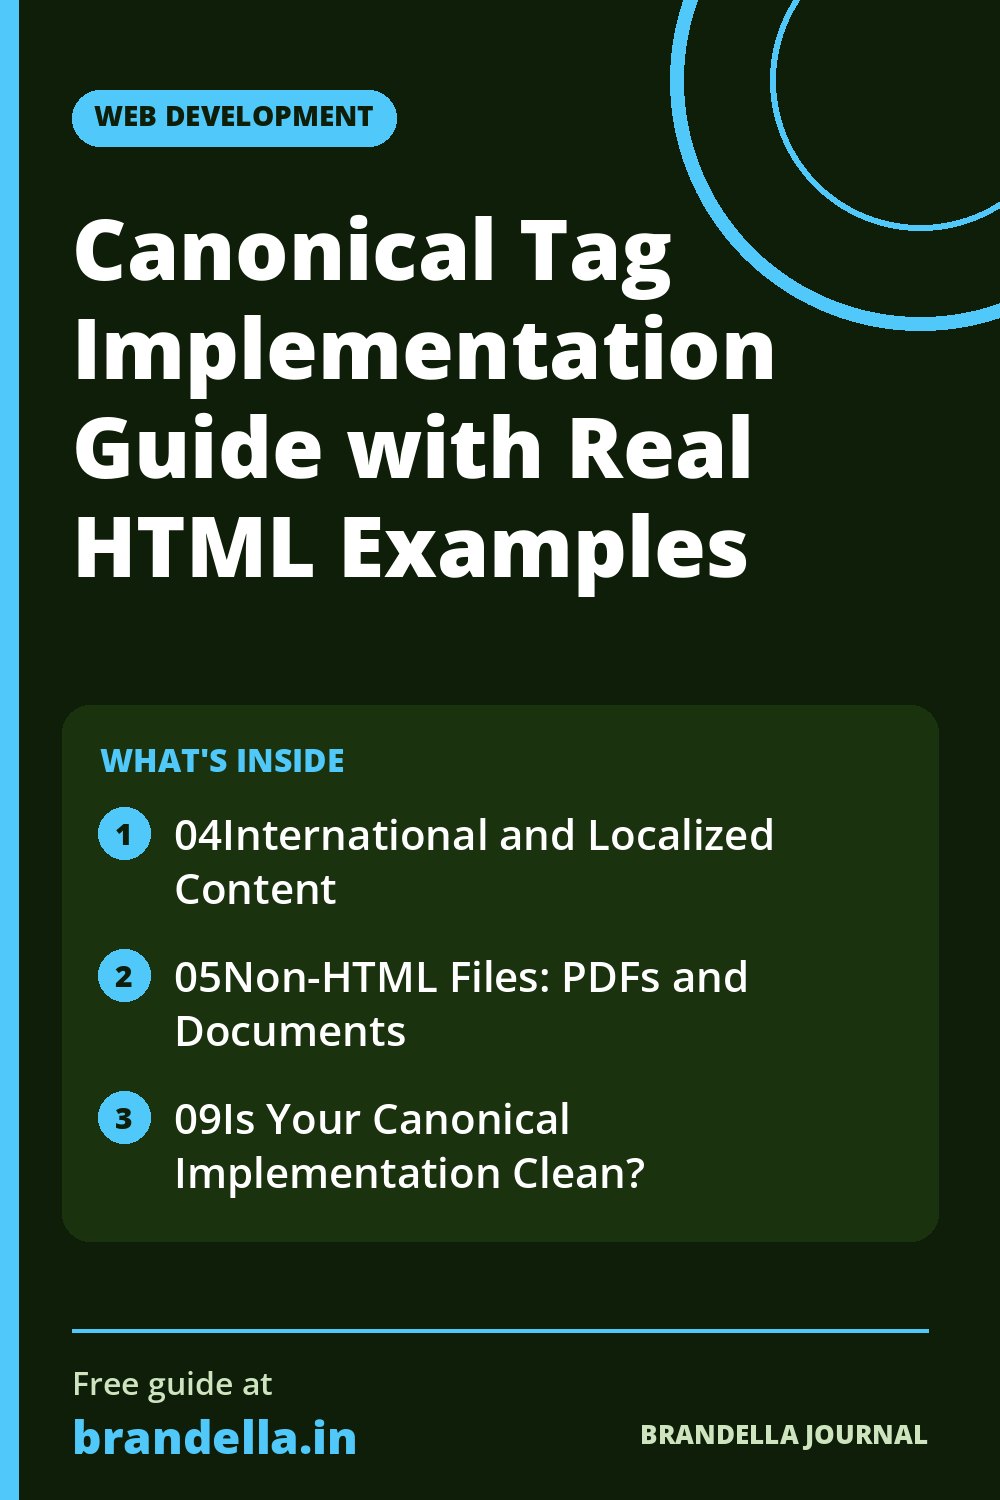 WEB DEVELOPMENT
Canonical Tag
Implementation
Guide with Real
HTML Examples
WHAT'S INSIDE
1 04International and Localized
Content
2 05Non-HTML Files: PDFs and
Documents
3 09Is Your Canonical
Implementation Clean?
Free guide at
brandella.in
BRANDELLA JOURNAL